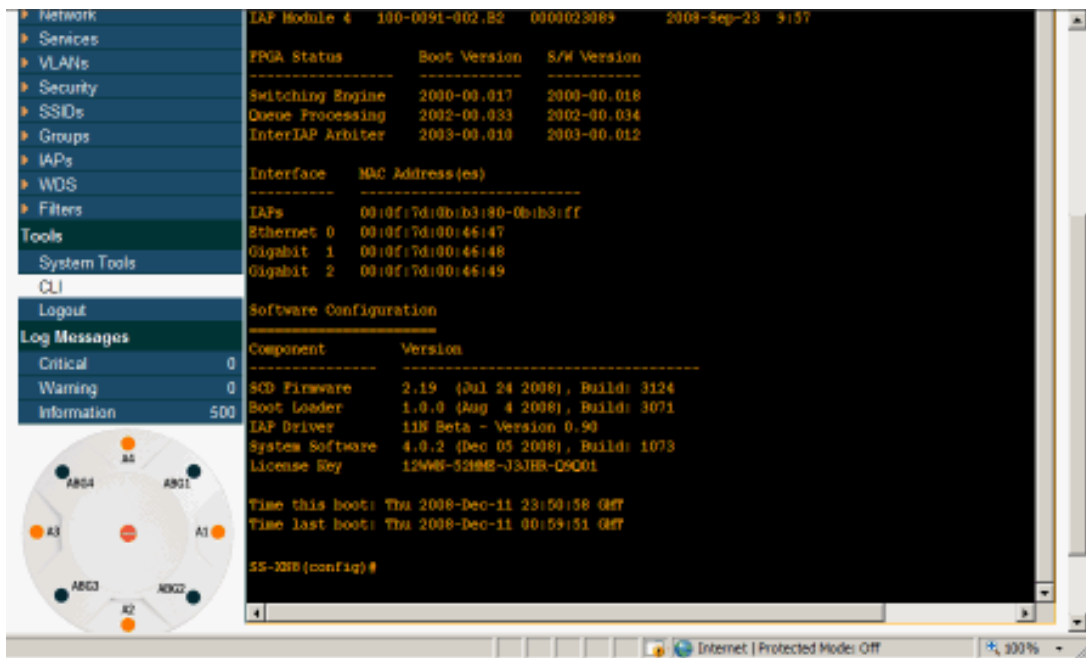 Network
Services
VLANs
Security
SSIDs
Groups
IAPs
WDS
Filters
Tools
System Tools
CLI
Logout
Log Messages
Critical 0
Warning 0
Information 500
A4
ABG4 ABG1
A3 A1
ABG3 ABG2
A2
IAP Module 4 100-0091-002.B2 0000023089 2008-Sep-23 9:57
FPGA Status Boot Version S/W Version
Switching Engine 2000-00.017 2000-00.018
Queue Processing 2002-00.033 2002-00.034
InterIAP Arbiter 2003-00.010 2003-00.012
Interface MAC Address(es)
IAPs 00:0f:7d:0b:b3:80-0b:b3:ff
Ethernet 0 00:0f:7d:00:46:47
Gigabit 1 00:0f:7d:00:46:48
Gigabit 2 00:0f:7d:00:46:49
Software Configuration
Component Version
SCD Firmware 2.19 (Jul 24 2008), Build: 3124
Boot Loader 1.0.0 (Aug 4 2008), Build: 3071
IAP Driver 11N Beta - Version 0.90
System Software 4.0.2 (Dec 05 2008), Build: 1073
License Key
Time this boot: Thu 2008-Dec-11 23:50:58 GMT
Time last boot: Thu 2008-Dec-11 00:59:51 GMT
(config)#
Internet | Protected Mode: Off 100%